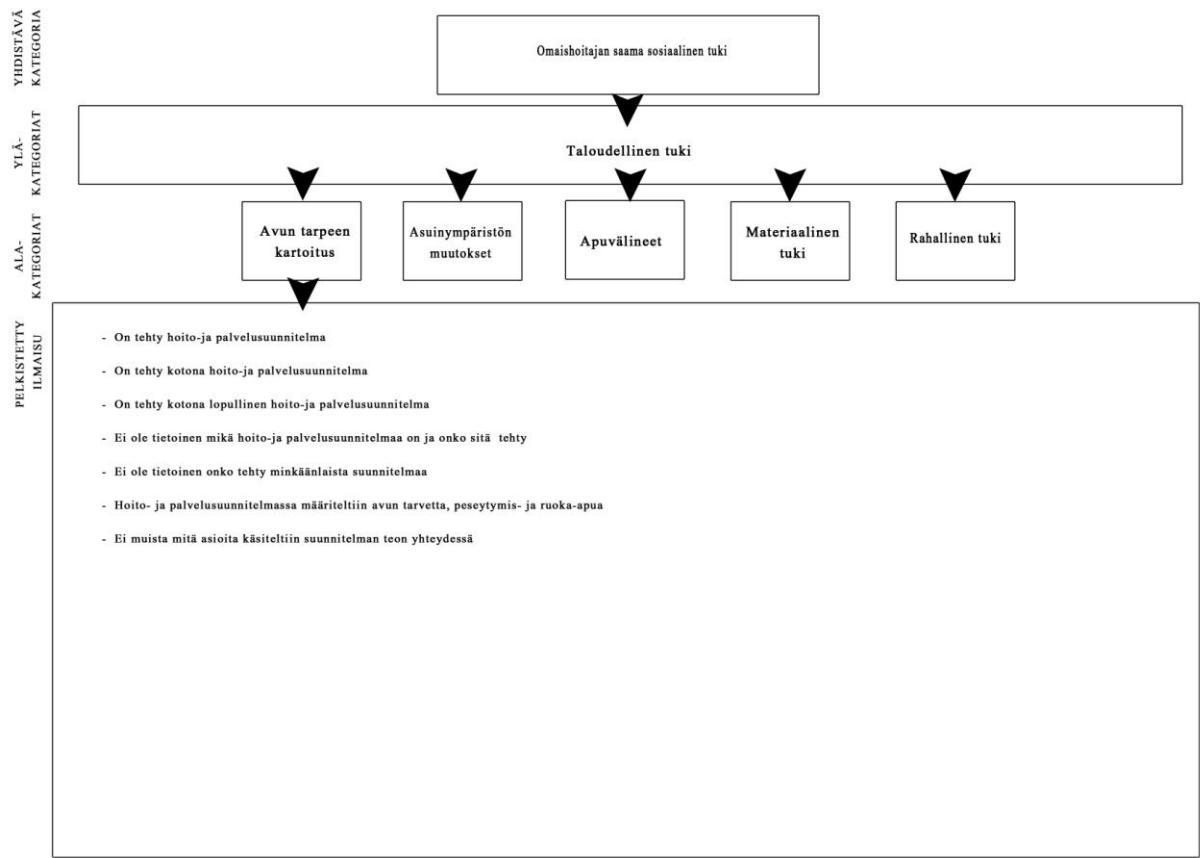 YHDISTÄVÄ
KATEGORIA
Omaishoitajan saama sosiaalinen tuki
YLÄ-
KATEGORIAT
Taloudellinen tuki
ALA-
KATEGORIAT
Avun tarpeen
kartoitus
Asuinympäristön
muutokset
Apuvälineet
Materiaalinen
tuki
Rahallinen tuki
PELKISTETTY
ILMAISU
- On tehty hoito-ja palvelusuunnitelma
- On tehty kotona hoito-ja palvelusuunnitelma
- On tehty kotona lopullinen hoito-ja palvelusuunnitelma
- Ei ole tietoinen mikä hoito-ja palvelusuunnitelmaa on ja onko sitä tehty
- Ei ole tietoinen onko tehty minkäänlaista suunnitelmaa
- Hoito- ja palvelusuunnitelmassa määriteltiin avun tarvetta, peseytymis- ja ruoka-apua
- Ei muista mitä asioita käsiteltiin suunnitelman teon yhteydessä